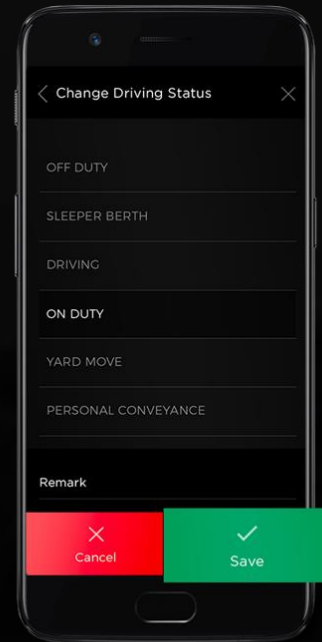 Change Driving Status
OFF DUTY
SLEEPER BERTH
DRIVING
ON DUTY
YARD MOVE
PERSONAL CONVEYANCE
Remark
Cancel
Save